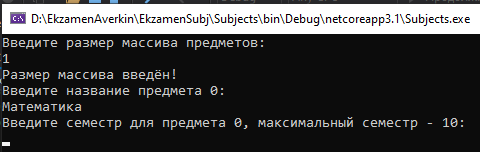 D:\EkzamenAverkin\EkzamenSubj\Subjects\bin\Debug\netcoreapp3.1\Subjects.exe
Введите размер массива предметов:
1
Размер массива введён!
Введите название предмета 0:
Математика
Введите семестр для предмета 0, максимальный семестр - 10: